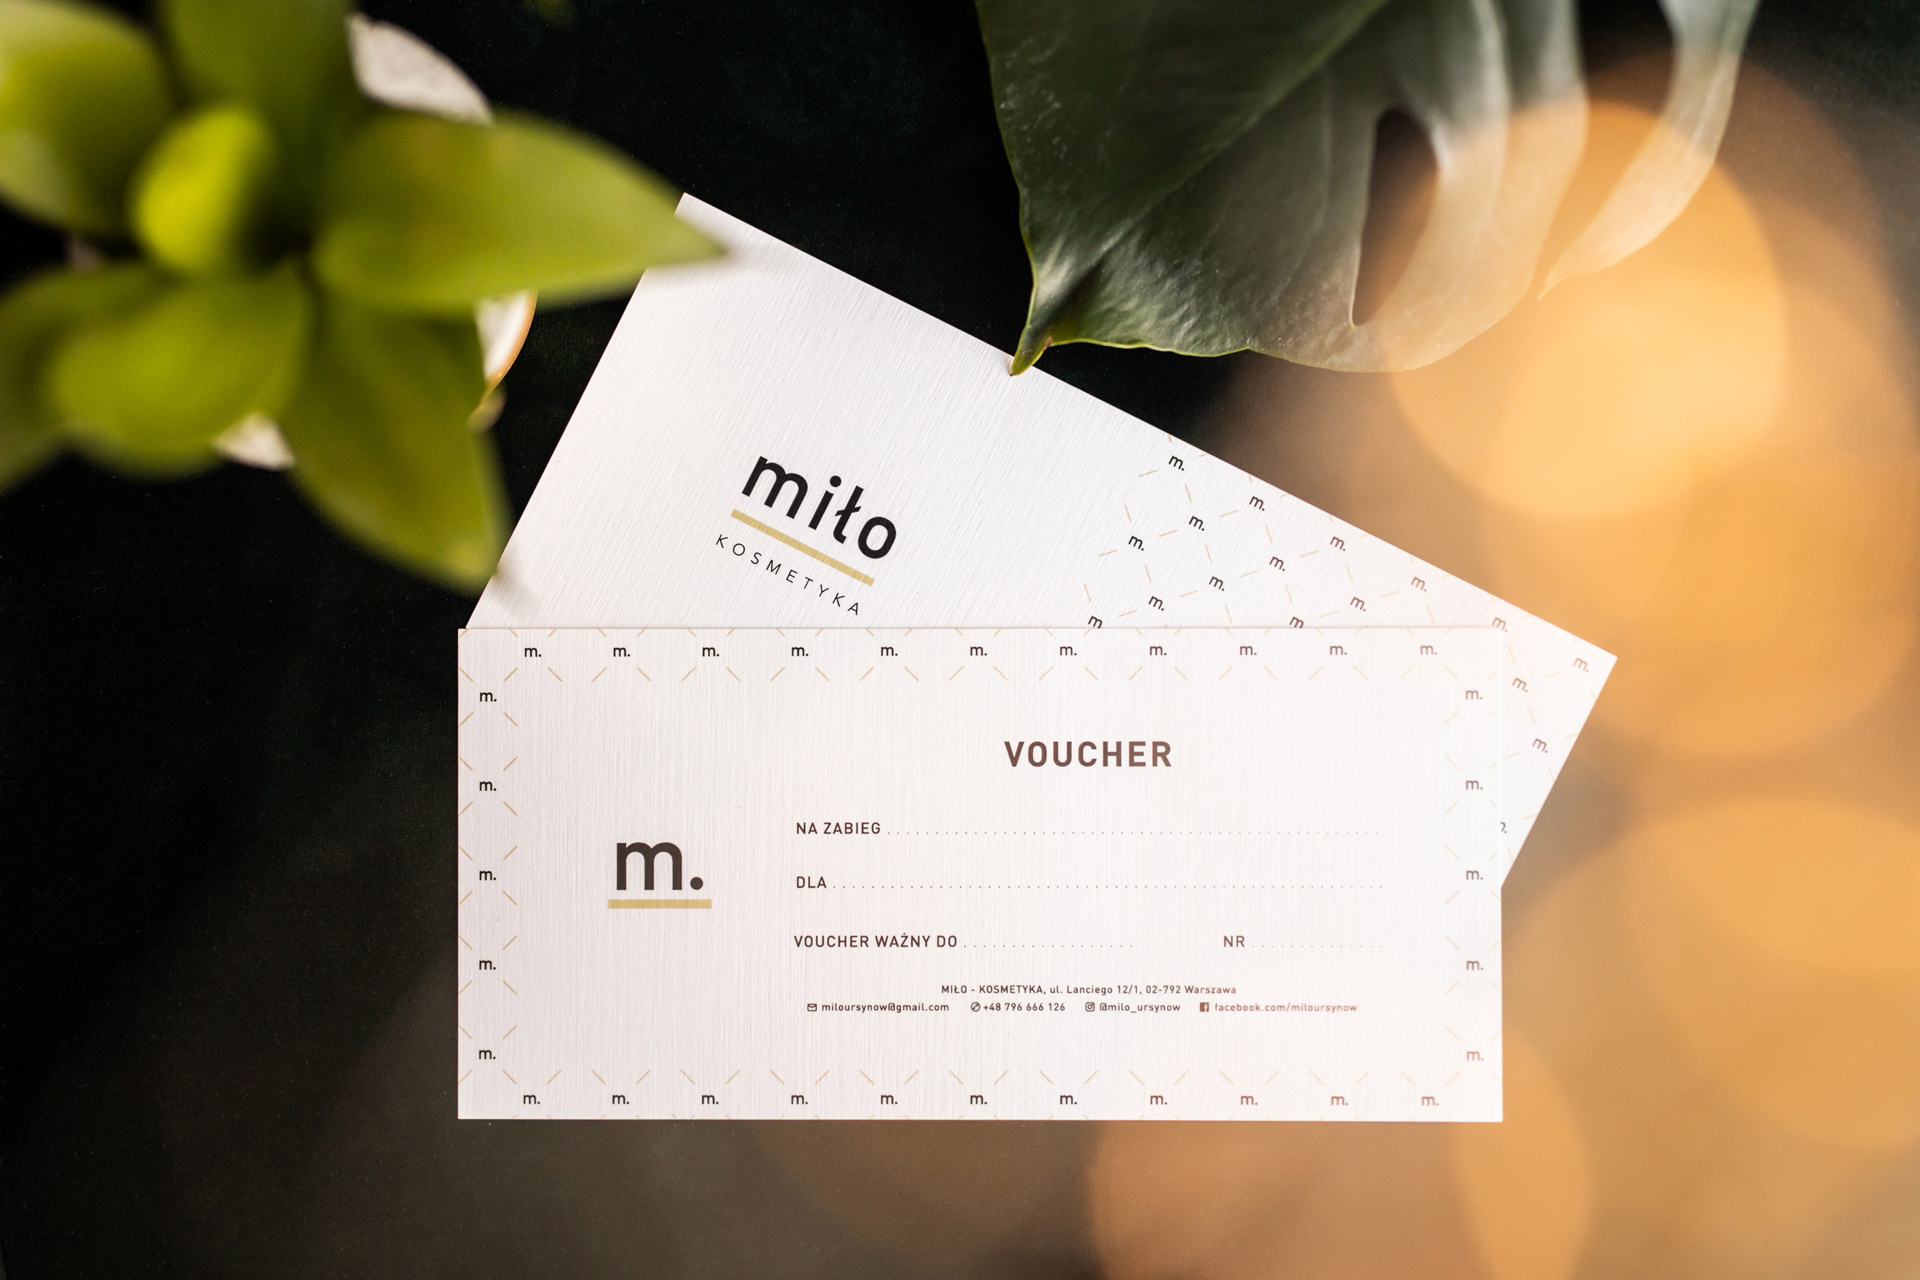 miło
KOSMETYKA
m.
m.
m.
m.
m.
m.
m.
m.
m.
m.
m.
m
m.
m.
m.
m.
m.
m. m. m. m. m. m. m. m. m. m. m.
m. m.
VOUCHER
m. m.
NA ZABIEG
m.
m. m.
DLA
VOUCHER WAŻNY DO NR
m. m.
MIŁO - KOSMETYKA, ul. Lanciego 12/1, 02-792 Warszawa
miloursynow@gmail.com +48 796 666 126 @milo_ursynow facebook.com/miloursynow
m. m.
m. m. m. m. m. m. m. m. m. m. m.